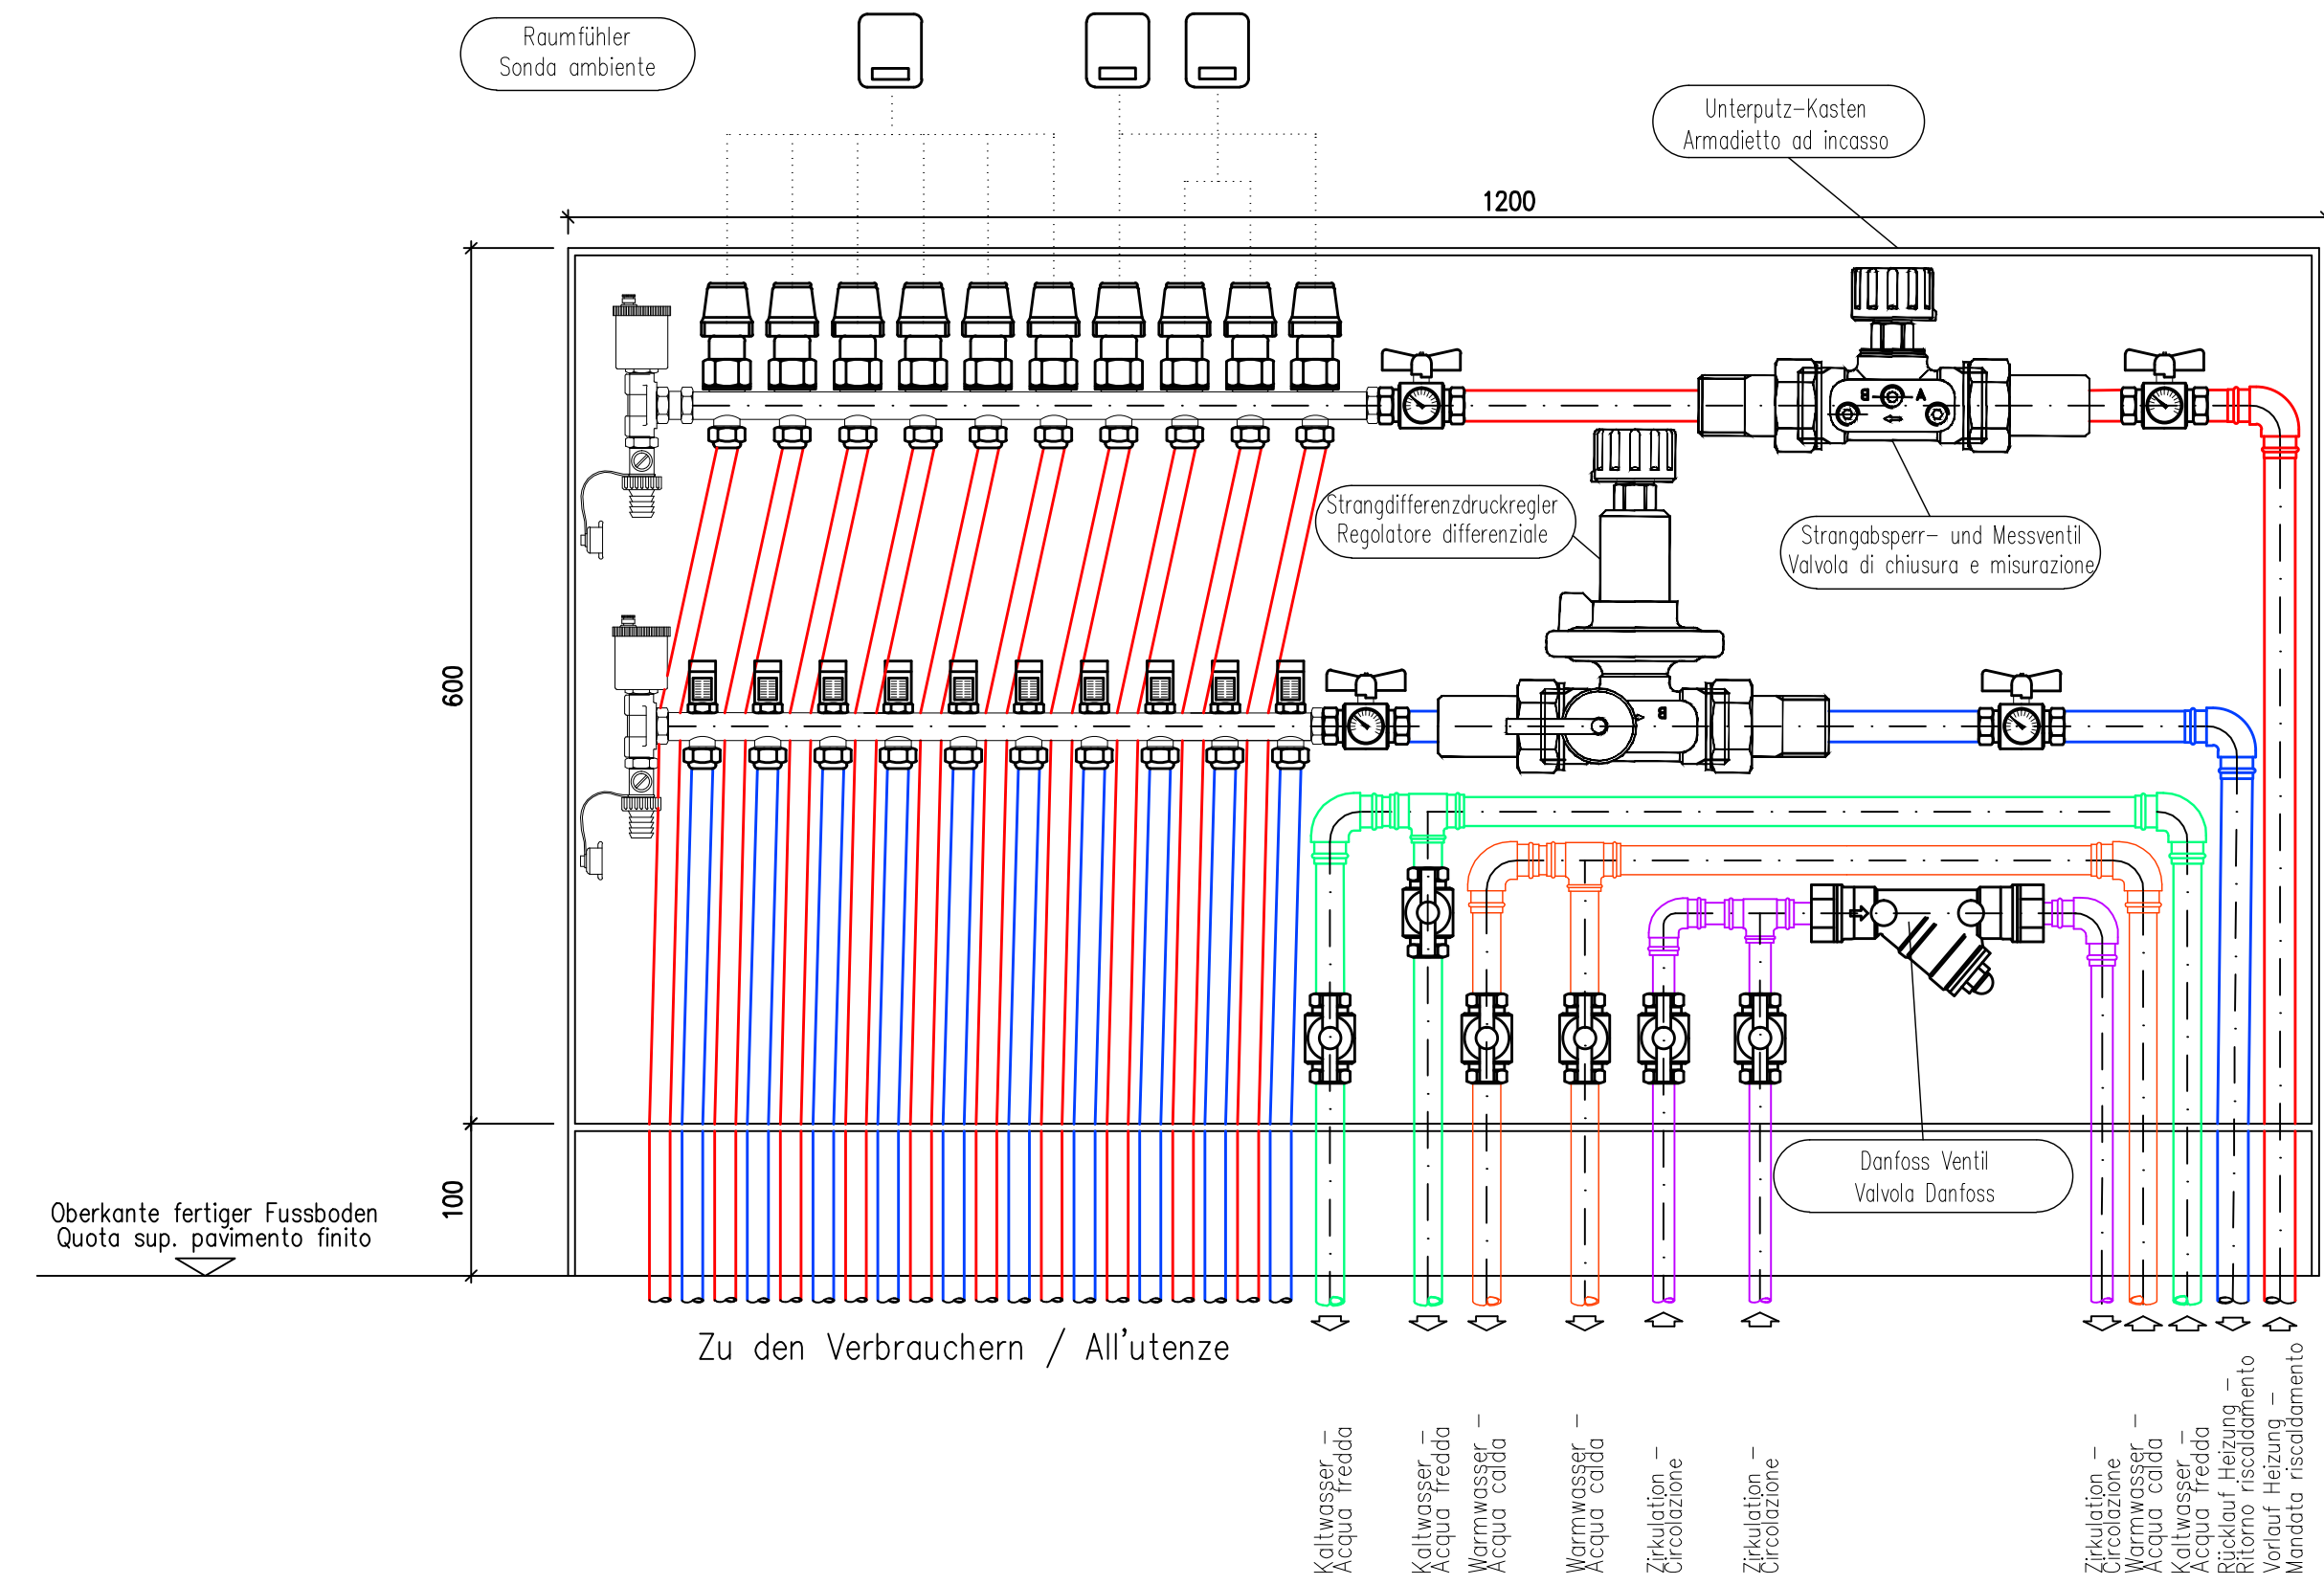 Raumfühler
Sonda ambiente
Unterputz-Kasten
Armadietto ad incasso
1200
Strangdifferenzdruckregler
Regolatore differenziale
Strangabsperr- und Messventil
Valvola di chiusura e misurazione
B
A
B
600
100
Danfoss Ventil
Valvola Danfoss
Oberkante fertiger Fussboden
Quota sup. pavimento finito
Zu den Verbrauchern / All'utenze
Kaltwasser -
Acqua fredda
Kaltwasser -
Acqua fredda
Warmwasser -
Acqua calda
Warmwasser -
Acqua calda
Zirkulation -
Circolazione
Zirkulation -
Circolazione
Zirkulation -
Circolazione
Warmwasser -
Acqua calda
Kaltwasser -
Acqua fredda
Rücklauf Heizung -
Ritorno riscaldamento
Vorlauf Heizung -
Mandata riscaldamento